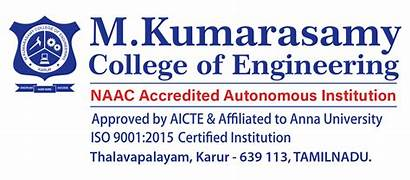 M.Kumarasamy
College of Engineering
NAAC Accredited Autonomous Institution
Approved by AICTE & Affiliated to Anna University
ISO 9001:2015 Certified Institution
Thalavapalayam, Karur - 639 113, TAMILNADU.